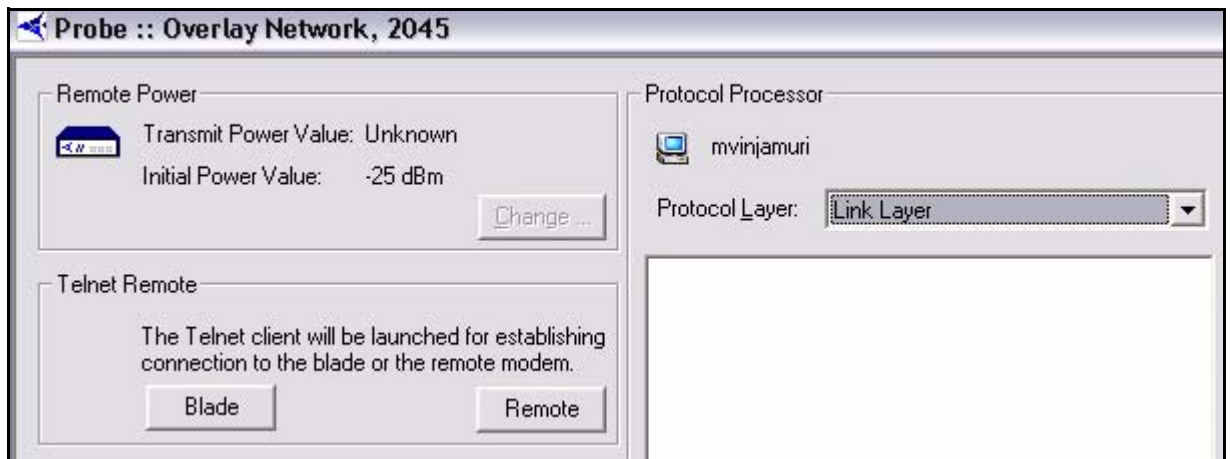 Probe :: Overlay Network, 2045
Remote Power
Transmit Power Value: Unknown
Initial Power Value: -25 dBm
Change ...
Telnet Remote
The Telnet client will be launched for establishing
connection to the blade or the remote modem.
Blade
Remote
Protocol Processor
mvinjamuri
Protocol Layer: Link Layer